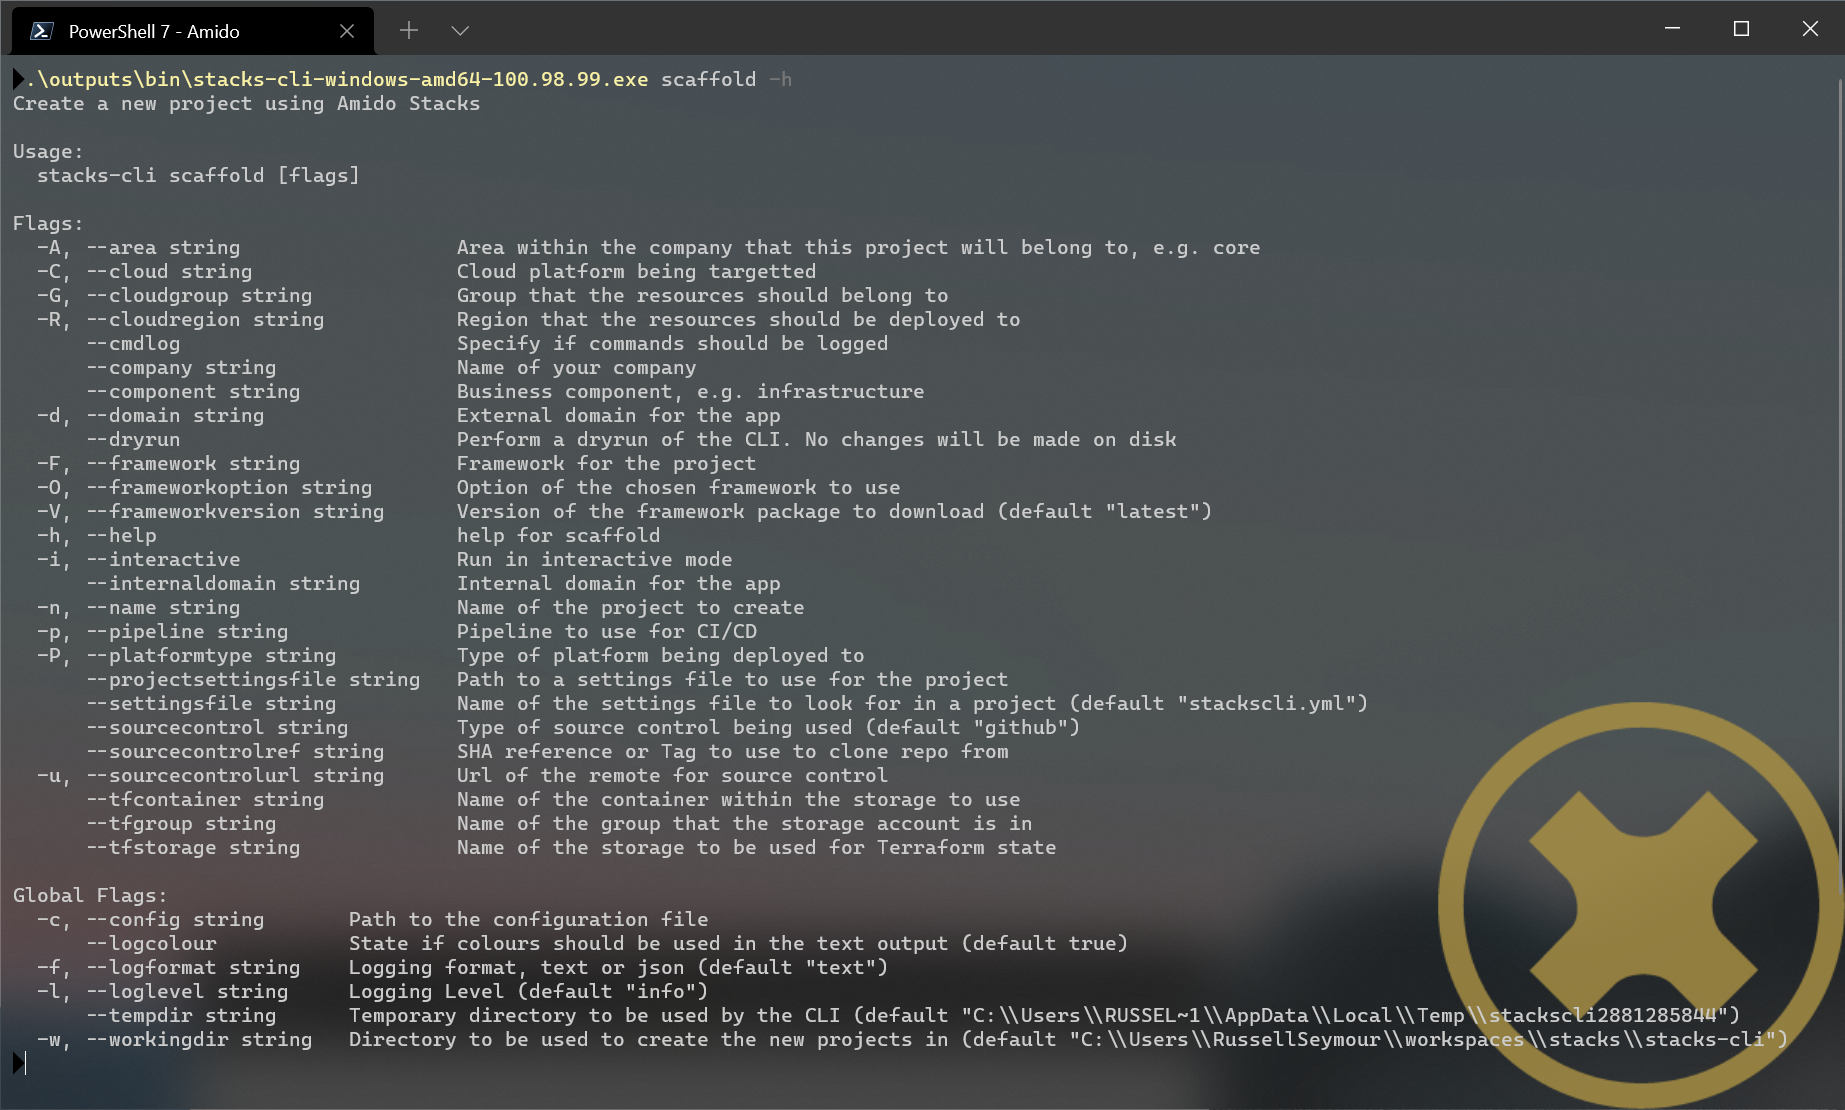 PowerShell 7 - Amido
.\outputs\bin\stacks-cli-windows-amd64-100.98.99.exe scaffold -h
Create a new project using Amido Stacks
Usage:
  stacks-cli scaffold [flags]
Flags:
  -A, --area string                  Area within the company that this project will belong to, e.g. core
  -C, --cloud string                 Cloud platform being targetted
  -G, --cloudgroup string            Group that the resources should belong to
  -R, --cloudregion string           Region that the resources should be deployed to
      --cmdlog                       Specify if commands should be logged
      --company string               Name of your company
      --component string             Business component, e.g. infrastructure
  -d, --domain string                External domain for the app
      --dryrun                       Perform a dryrun of the CLI. No changes will be made on disk
  -F, --framework string             Framework for the project
  -O, --frameworkoption string       Option of the chosen framework to use
  -V, --frameworkversion string      Version of the framework package to download (default "latest")
  -h, --help                         help for scaffold
  -i, --interactive                  Run in interactive mode
      --internaldomain string        Internal domain for the app
  -n, --name string                  Name of the project to create
  -p, --pipeline string              Pipeline to use for CI/CD
  -P, --platformtype string          Type of platform being deployed to
      --projectsettingsfile string   Path to a settings file to use for the project
      --settingsfile string          Name of the settings file to look for in a project (default "stackscli.yml")
      --sourcecontrol string         Type of source control being used (default "github")
      --sourcecontrolref string      SHA reference or Tag to use to clone repo from
  -u, --sourcecontrolurl string      Url of the remote for source control
      --tfcontainer string           Name of the container within the storage to use
      --tfgroup string               Name of the group that the storage account is in
      --tfstorage string             Name of the storage to be used for Terraform state
Global Flags:
  -c, --config string       Path to the configuration file
      --logcolour           State if colours should be used in the text output (default true)
  -f, --logformat string    Logging format, text or json (default "text")
  -l, --loglevel string     Logging Level (default "info")
      --tempdir string      Temporary directory to be used by the CLI (default "C:\\Users\\RUSSEL~1\\AppData\\Local\\Temp\\stackscli2881285844")
  -w, --workingdir string   Directory to be used to create the new projects in (default "C:\\Users\\RussellSeymour\\workspaces\\stacks\\stacks-cli")